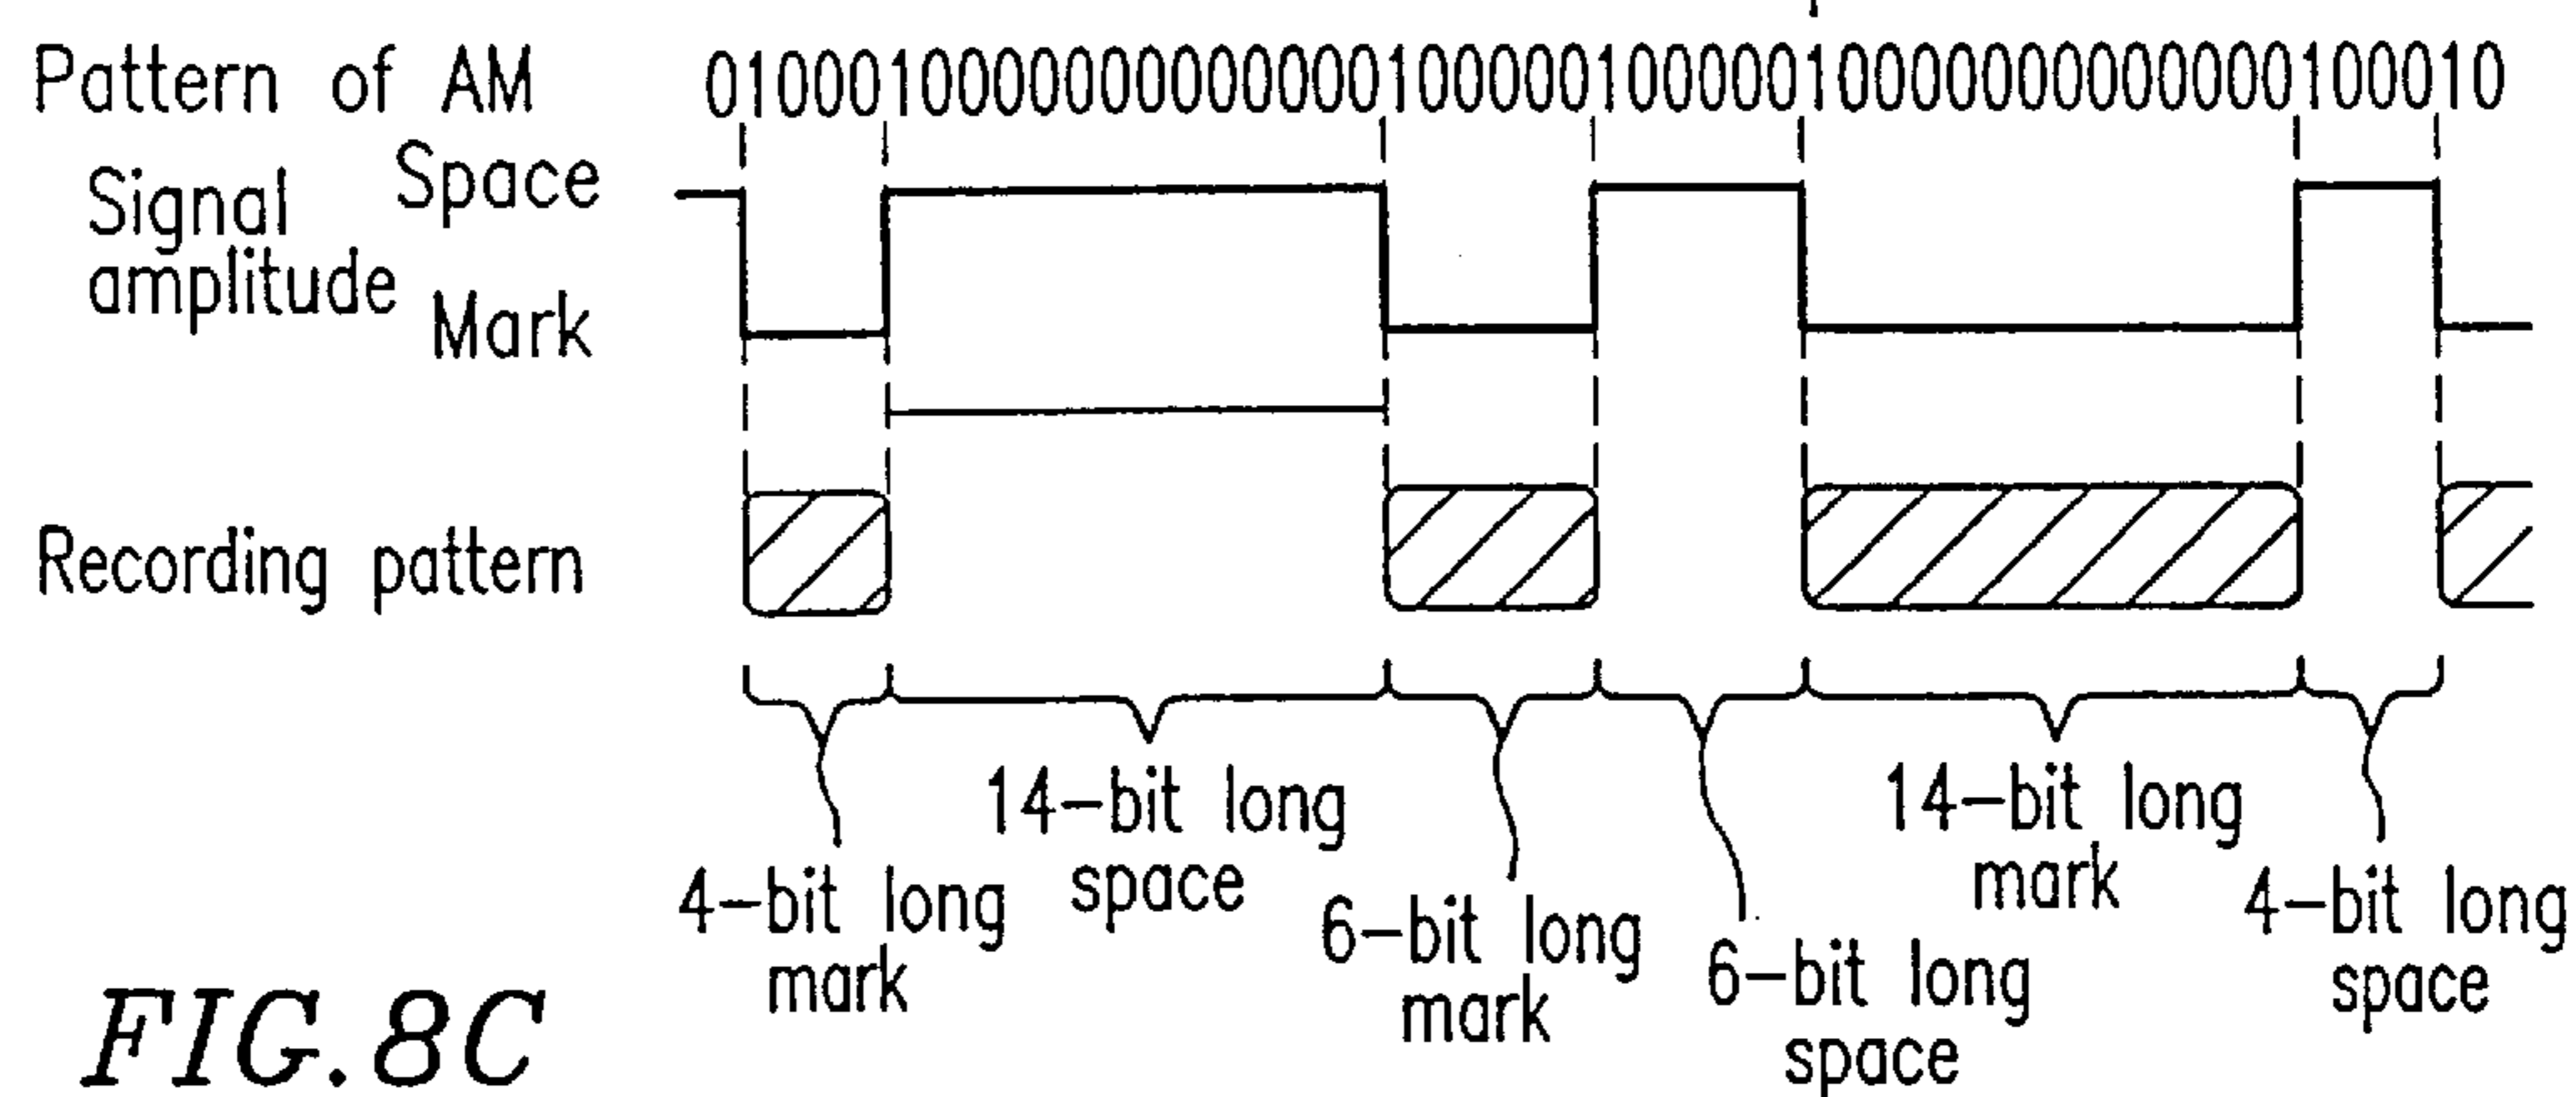 Pattern of AM 010001000000000000010000010000010000000000000100010
Signal amplitude
Space
Mark
Recording pattern
4-bit long mark
14-bit long space
6-bit long mark
6-bit long space
14-bit long mark
4-bit long space
FIG.8C